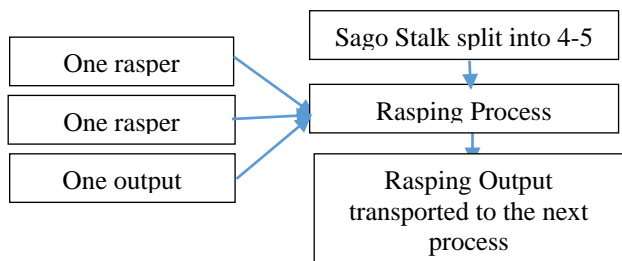 Sago Stalk split into 4-5
One rasper
One rasper
Rasping Process
One output
Rasping Output
transported to the next
process